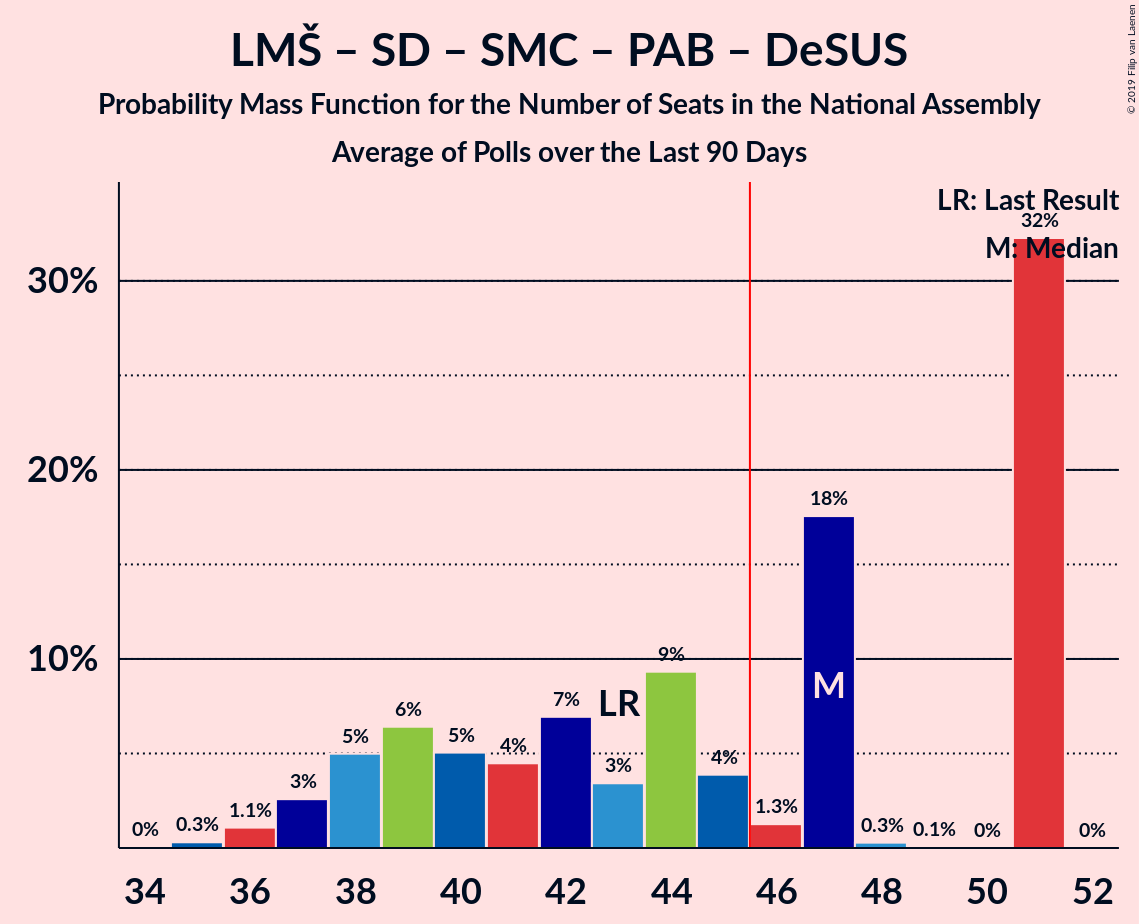 LMŠ – SD – SMC – PAB – DeSUS
Probability Mass Function for the Number of Seats in the National Assembly
Average of Polls over the Last 90 Days
© 2019 Filip van Laenen
LR: Last Result
M: Median
30%
20%
10%
0%
0.3%
1.1%
3%
5%
6%
5%
4%
7%
3%
LR
9%
4%
1.3%
18%
M
0.3%
0.1%
0%
32%
0%
34 36 38 40 42 44 46 48 50 52